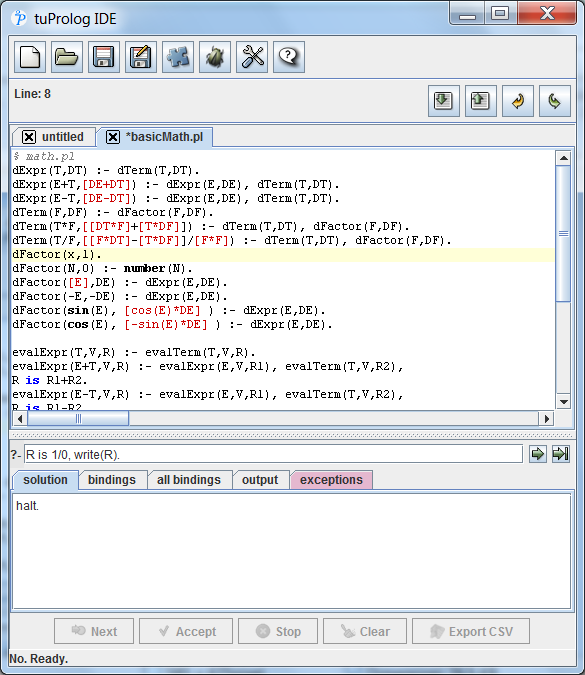 tuProlog IDE
Line: 8
untitled
*basicMath.pl
% math.pl
dExpr(T,DT) :- dTerm(T,DT).
dExpr(E+T,[DE+DT]) :- dExpr(E,DE), dTerm(T,DT).
dExpr(E-T,[DE-DT]) :- dExpr(E,DE), dTerm(T,DT).
dTerm(F,DF) :- dFactor(F,DF).
dTerm(T*F,[[DT*F]+[T*DF]]) :- dTerm(T,DT), dFactor(F,DF).
dTerm(T/F,[[F*DT]-[T*DF]]/[F*F]) :- dTerm(T,DT), dFactor(F,DF).
dFactor(x,1).
dFactor(N,0) :- number(N).
dFactor([E],DE) :- dExpr(E,DE).
dFactor(-E,-DE) :- dExpr(E,DE).
dFactor(sin(E), [cos(E)*DE] ) :- dExpr(E,DE).
dFactor(cos(E), [-sin(E)*DE] ) :- dExpr(E,DE).
evalExpr(T,V,R) :- evalTerm(T,V,R).
evalExpr(E+T,V,R) :- evalExpr(E,V,R1), evalTerm(T,V,R2),
R is R1+R2.
evalExpr(E-T,V,R) :- evalExpr(E,V,R1), evalTerm(T,V,R2),
R is R1-R2.
?- R is 1/0, write(R).
solution bindings all bindings output exceptions
halt.
Next Accept Stop Clear Export CSV
No. Ready.